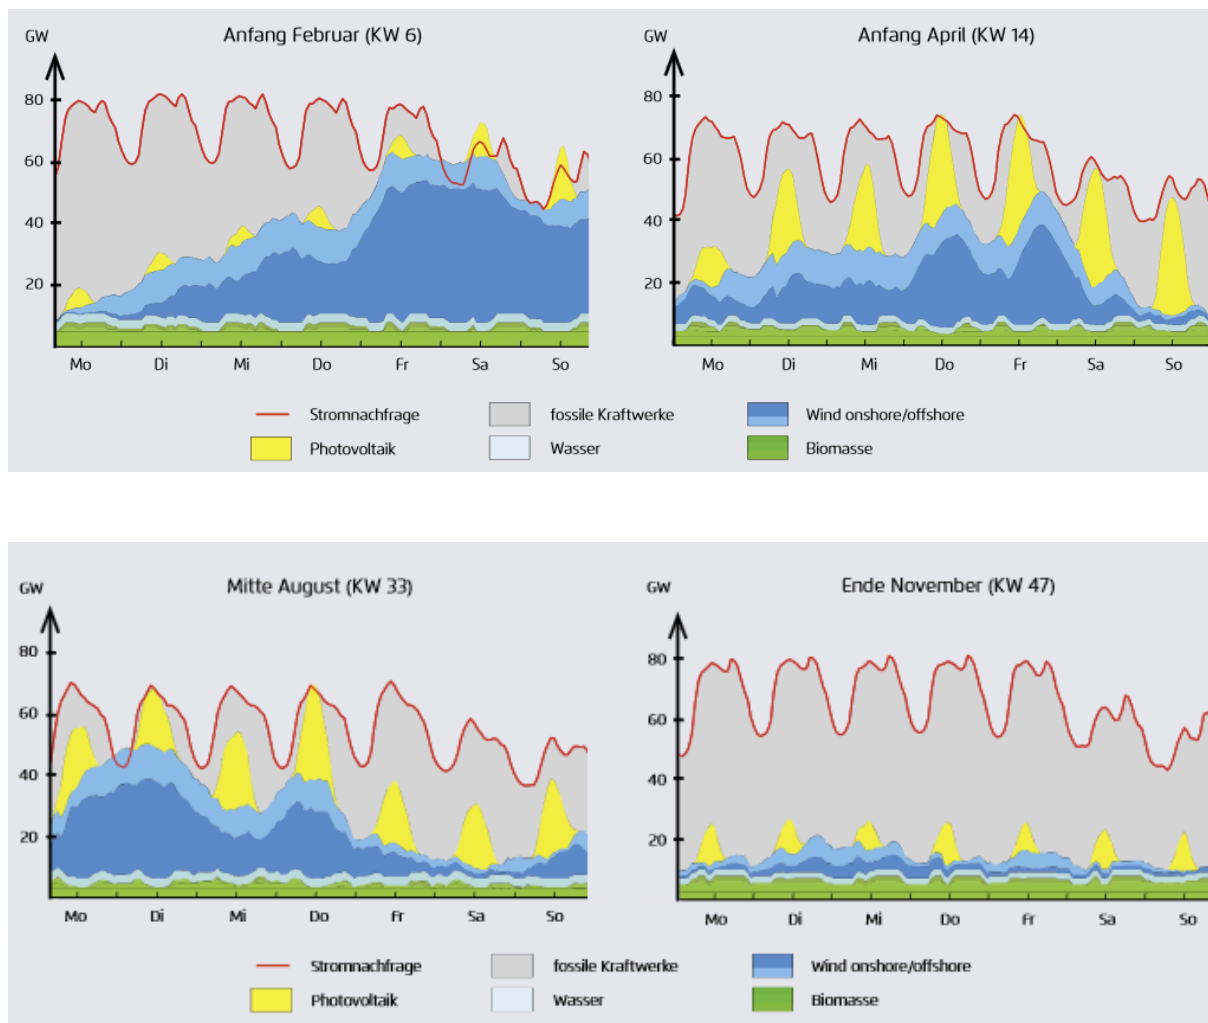 GW Anfang Februar (KW 6)
80
60
40
20
Mo Di Mi Do Fr Sa So
GW Anfang April (KW 14)
80
60
40
20
Mo Di Mi Do Fr Sa So
Stromnachfrage fossile Kraftwerke Wind onshore/offshore
Photovoltaik Wasser Biomasse
GW Mitte August (KW 33)
80
60
40
20
Mo Di Mi Do Fr Sa So
GW Ende November (KW 47)
80
60
40
20
Mo Di Mi Do Fr Sa So
Stromnachfrage fossile Kraftwerke Wind onshore/offshore
Photovoltaik Wasser Biomasse